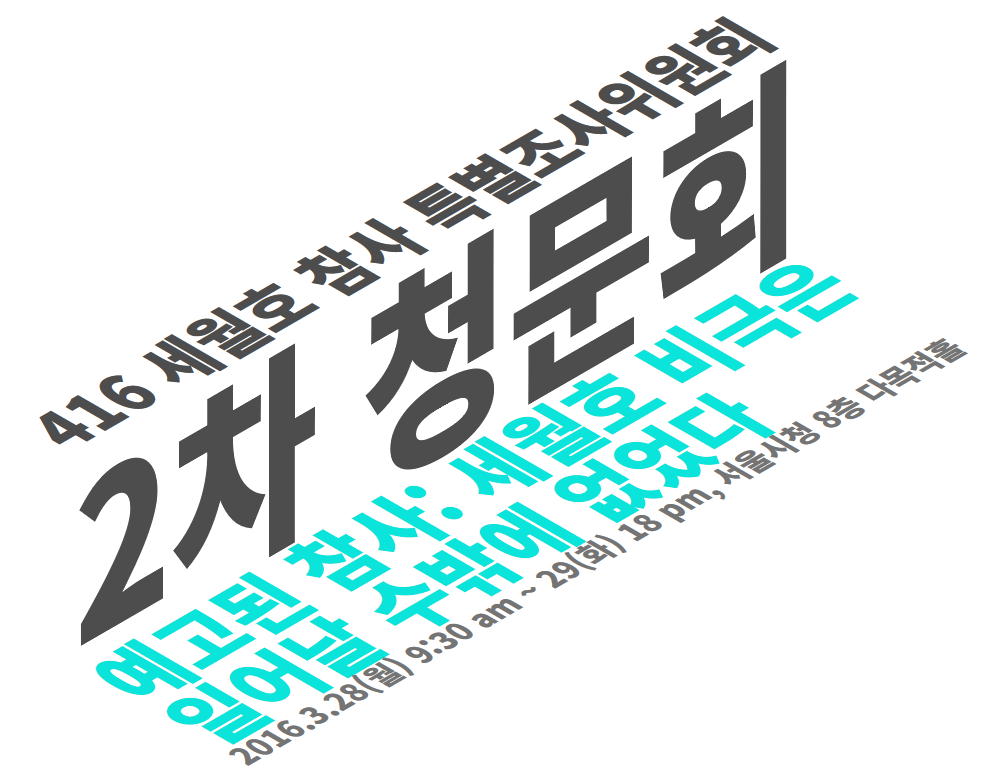 416 세월호 참사 특별조사위원회
2차 청문회
예고된 참사: 세월호 비극은
일어날 수밖에 없었다
2016.3.28(월) 9:30 am ~ 29(화) 18 pm, 서울시청 8층 다목적홀